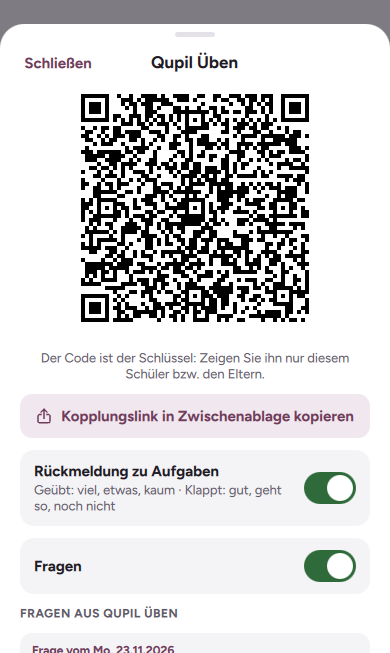 Schließen
Qupil Üben
Der Code ist der Schlüssel: Zeigen Sie ihn nur diesem
Schüler bzw. den Eltern.
Kopplungslink in Zwischenablage kopieren
Rückmeldung zu Aufgaben
Geübt: viel, etwas, kaum · Klappt: gut, geht
so, noch nicht
Fragen
FRAGEN AUS QUPIL ÜBEN
Frage vom Mo. 23.11.2026